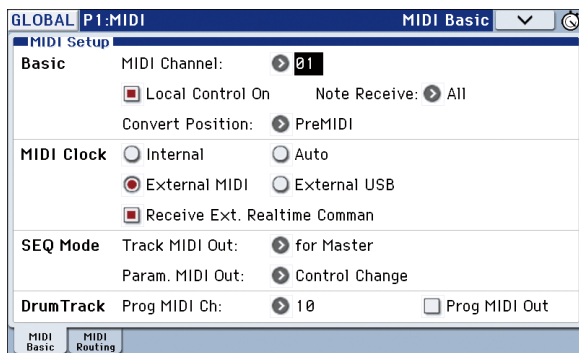 GLOBAL P1:MIDI MIDI Basic
MIDI Setup
Basic MIDI Channel: 01
Local Control On Note Receive: All
Convert Position: PreMIDI
MIDI Clock Internal Auto
External MIDI External USB
Receive Ext. Realtime Comman
SEQ Mode Track MIDI Out: for Master
Param. MIDI Out: Control Change
DrumTrack Prog MIDI Ch: 10 Prog MIDI Out
MIDI Basic MIDI Routing